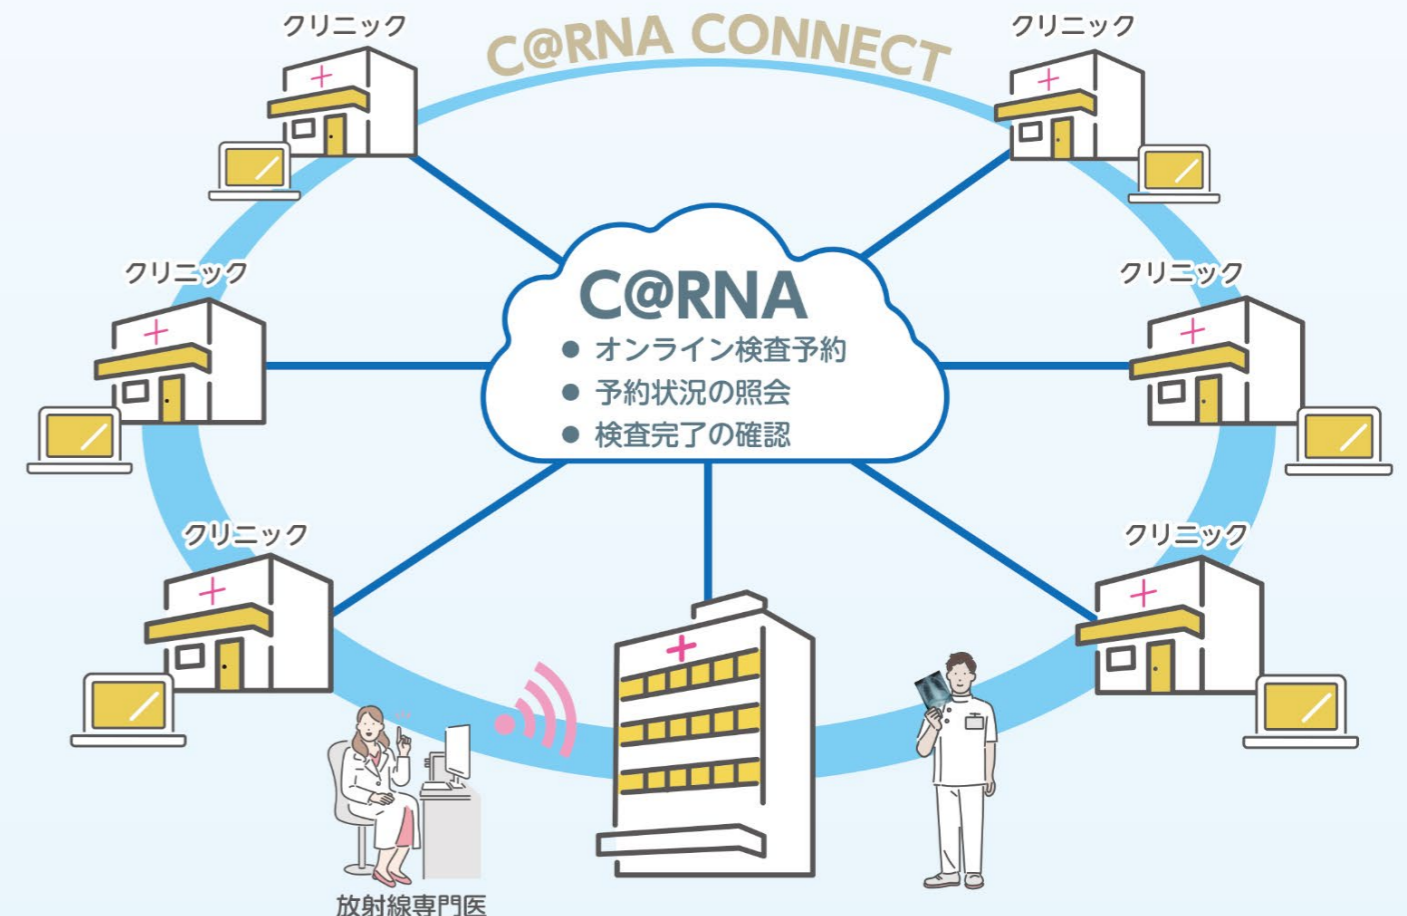 クリニック
C@RNA CONNECT
クリニック
クリニック
クリニック
C@RNA
● オンライン検査予約
● 予約状況の照会
● 検査完了の確認
クリニック
クリニック
放射線専門医